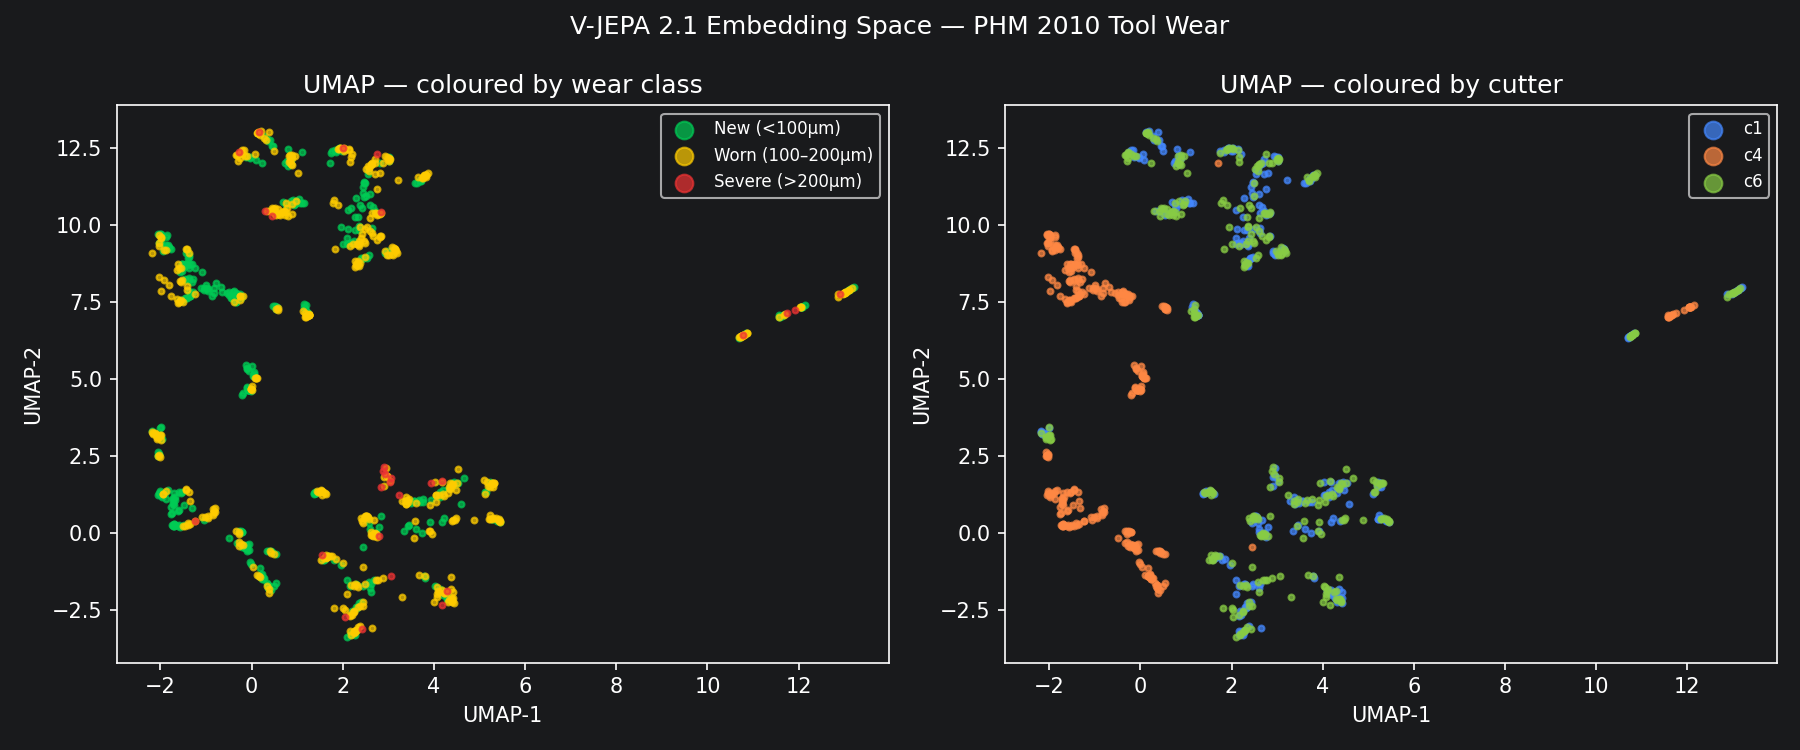 V-JEPA 2.1 Embedding Space — PHM 2010 Tool Wear
UMAP — coloured by wear class
New (<100μm)
Worn (100–200μm)
Severe (>200μm)
12.5
10.0
7.5
5.0
2.5
0.0
−2.5
UMAP-2
−2 0 2 4 6 8 10 12
UMAP-1
UMAP — coloured by cutter
c1
c4
c6
12.5
10.0
7.5
5.0
2.5
0.0
−2.5
UMAP-2
−2 0 2 4 6 8 10 12
UMAP-1